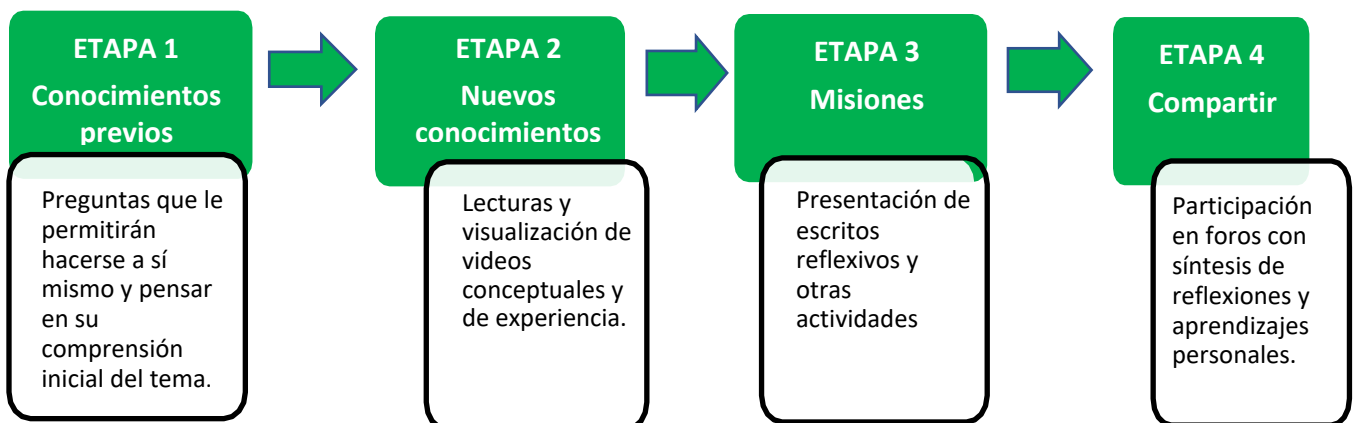 ETAPA 1
Conocimientos
previos
Preguntas que le
permitirán
hacerse a sí
mismo y pensar
en su
comprensión
inicial del tema.
ETAPA 2
Nuevos
conocimientos
Lecturas y
visualización de
videos
conceptuales y
de experiencia.
ETAPA 3
Misiones
Presentación de
escritos
reflexivos y
otras
actividades
ETAPA 4
Compartir
Participación
en foros con
síntesis de
reflexiones y
aprendizajes
personales.